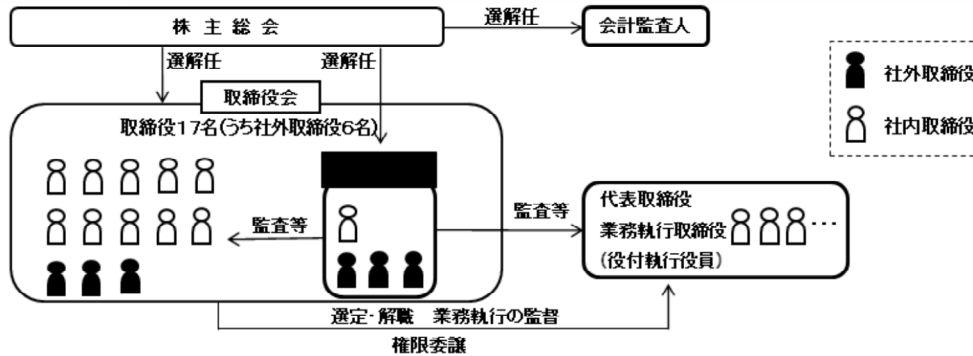 株主総会
選解任
会計監査人
選解任
選解任
取締役会
取締役17名(うち社外取締役6名)
社外取締役
社内取締役
監査等
監査等
代表取締役
業務執行取締役
…
(役付執行役員)
選定・解職 業務執行の監督
権限委譲